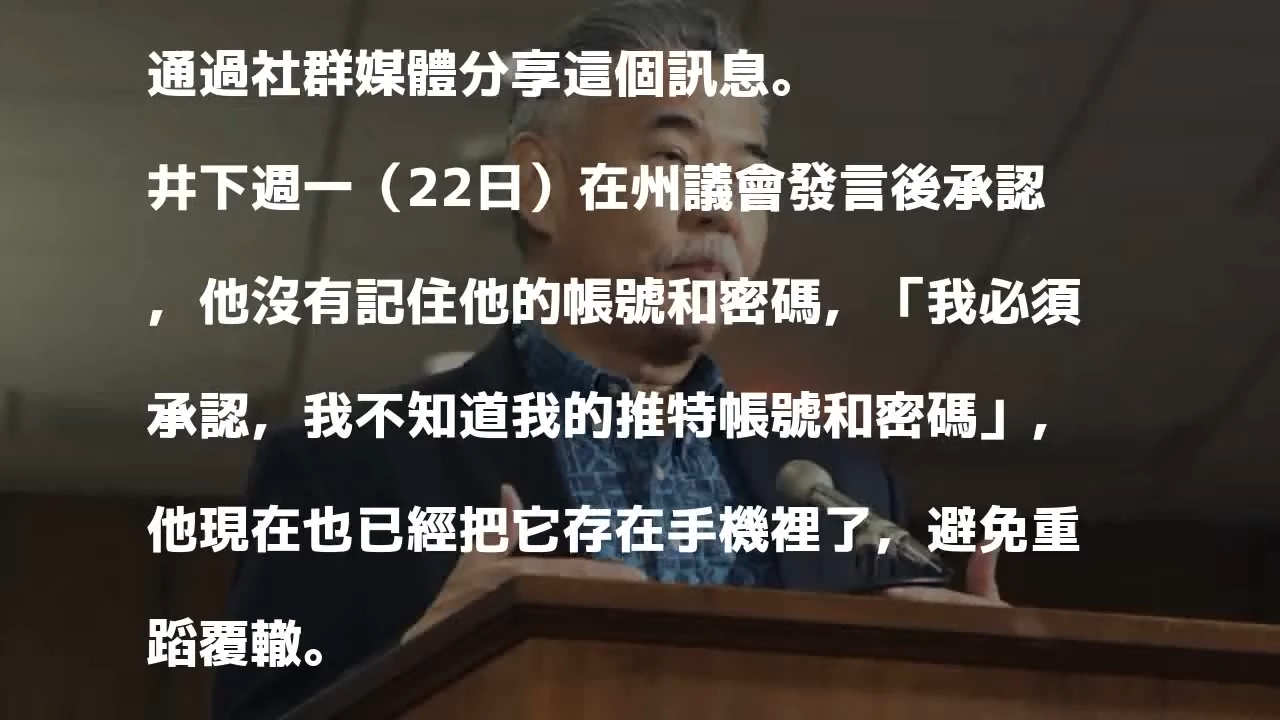 通過社群媒體分享這個訊息。
井下週一（22日）在州議會發言後承認
，他沒有記住他的帳號和密碼，「我必須
承認，我不知道我的推特帳號和密碼」，
他現在也已經把它存在手機裡了，避免重
蹈覆轍。